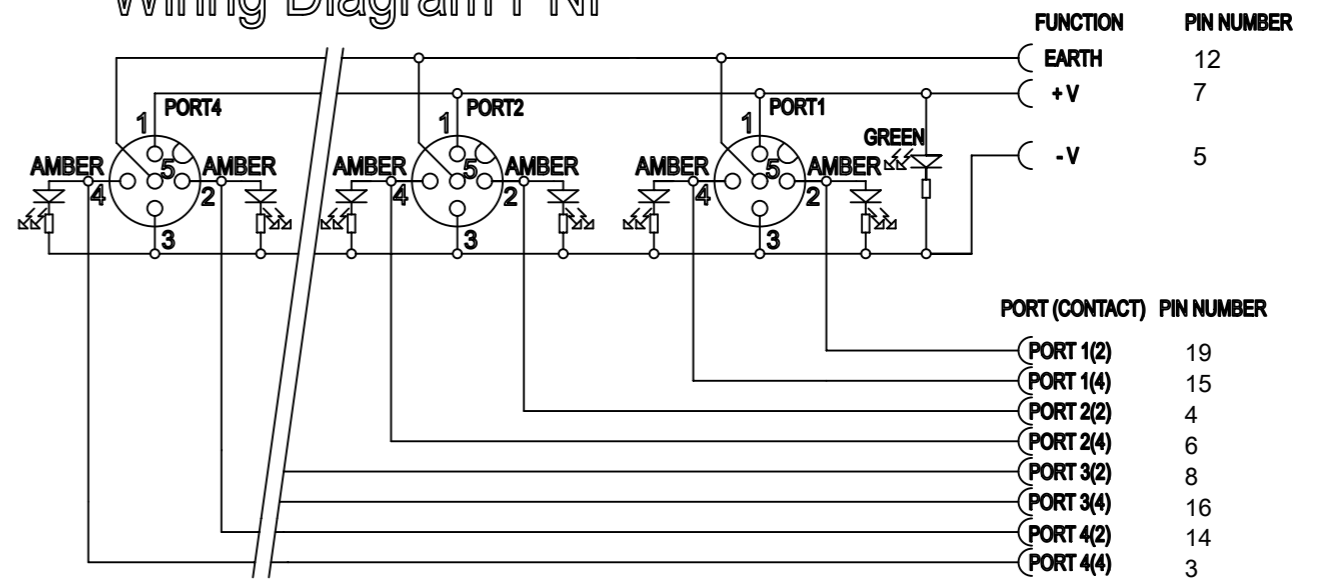 Wiring Diagram PNP
FUNCTION PIN NUMBER
EARTH 12
+V 7
-V 5
PORT4 PORT2 PORT1
1 1 1
GREEN
AMBER 5 AMBER AMBER 5 AMBER AMBER 5 AMBER
4 2 4 2 4 2
3 3 3
PORT (CONTACT) PIN NUMBER
PORT 1(2) 19
PORT 1(4) 15
PORT 2(2) 4
PORT 2(4) 6
PORT 3(2) 8
PORT 3(4) 16
PORT 4(2) 14
PORT 4(4) 3